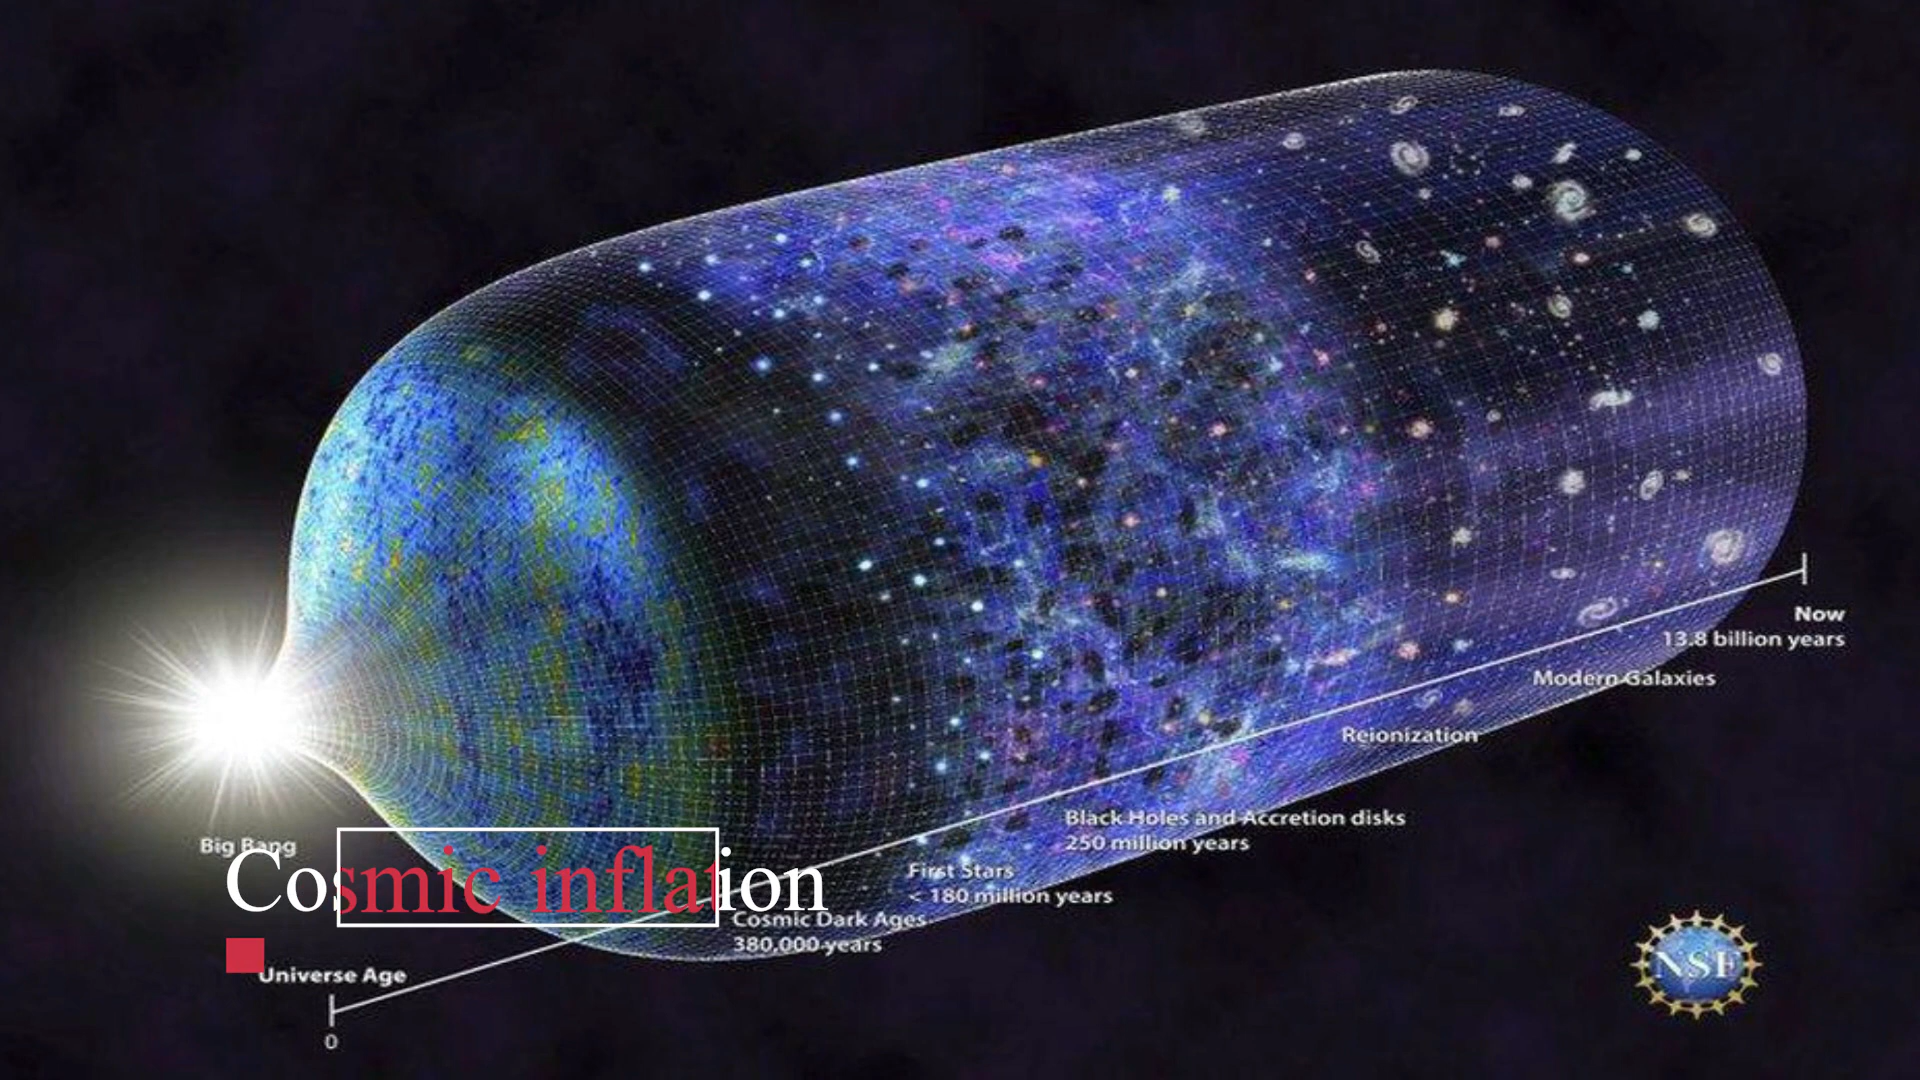 Now
13.8 billion years
Modern Galaxies
Reionization
Black Holes and Accretion disks
250 million years
First Stars
< 180 million years
Cosmic Dark Ages
380,000 years
Big Bang
Cosmic inflation
Universe Age
0
NSF